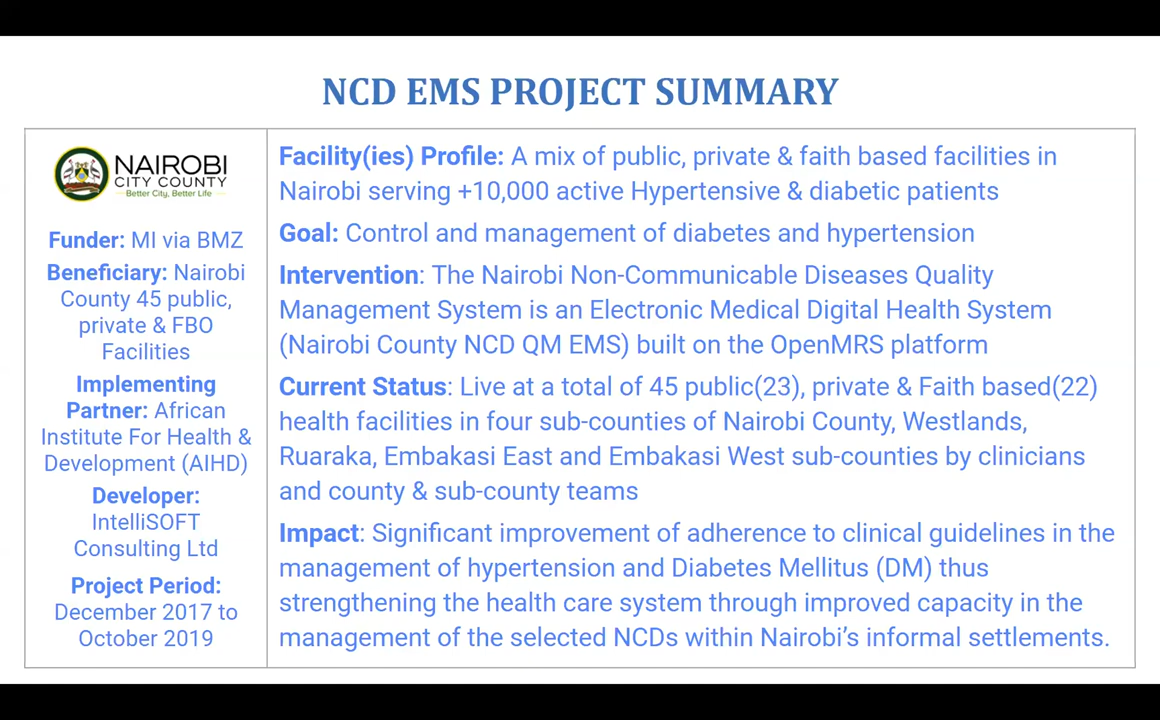 NCD EMS PROJECT SUMMARY
NAIROBI
CITY COUNTY
Better City, Better Life
Funder: MI via BMZ
Beneficiary: Nairobi
County 45 public,
private & FBO
Facilities
Implementing
Partner: African
Institute For Health &
Development (AIHD)
Developer:
IntelliSOFT
Consulting Ltd
Project Period:
December 2017 to
October 2019
Facility(ies) Profile: A mix of public, private & faith based facilities in
Nairobi serving +10,000 active Hypertensive & diabetic patients
Goal: Control and management of diabetes and hypertension
Intervention: The Nairobi Non-Communicable Diseases Quality
Management System is an Electronic Medical Digital Health System
(Nairobi County NCD QM EMS) built on the OpenMRS platform
Current Status: Live at a total of 45 public(23), private & Faith based(22)
health facilities in four sub-counties of Nairobi County, Westlands,
Ruaraka, Embakasi East and Embakasi West sub-counties by clinicians
and county & sub-county teams
Impact: Significant improvement of adherence to clinical guidelines in the
management of hypertension and Diabetes Mellitus (DM) thus
strengthening the health care system through improved capacity in the
management of the selected NCDs within Nairobi's informal settlements.